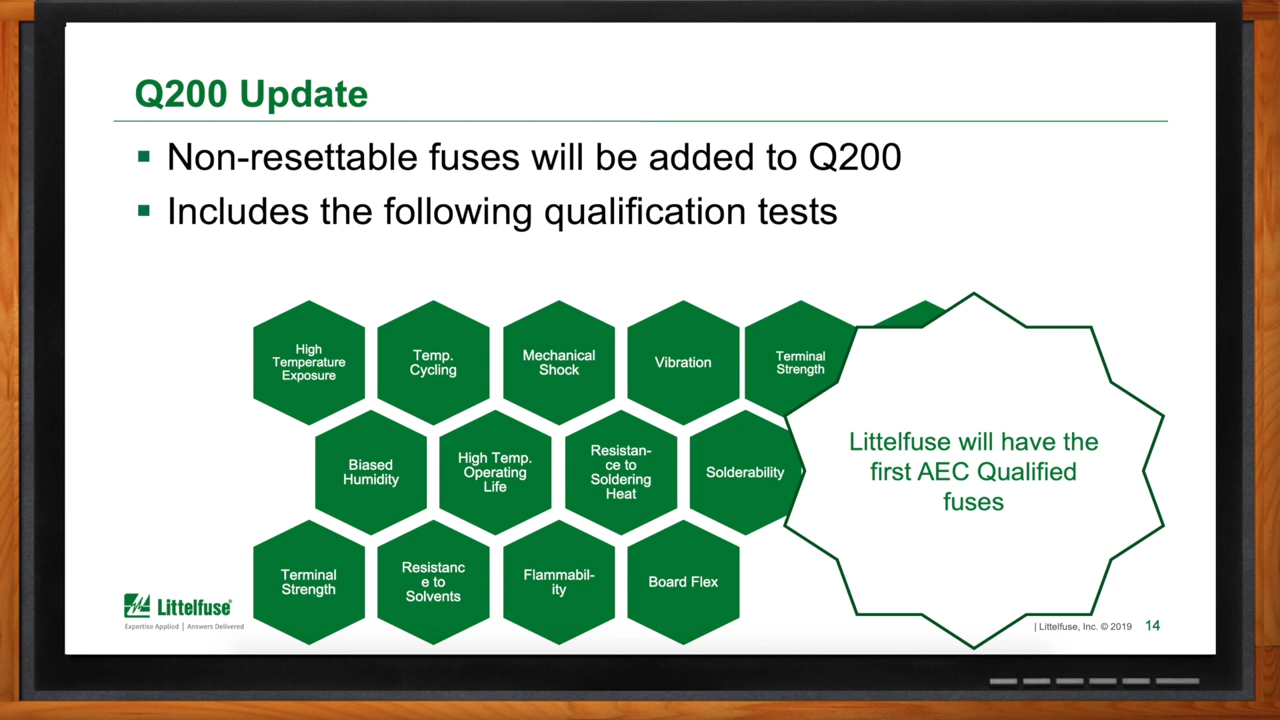 Q200 Update
Non-resettable fuses will be added to Q200
Includes the following qualification tests
High
Temperature
Exposure
Temp.
Cycling
Mechanical
Shock
Vibration
Terminal
Strength
Biased
Humidity
High Temp.
Operating
Life
Resistan-
ce to
Soldering
Heat
Solderability
Littelfuse will have the
first AEC Qualified
fuses
Terminal
Strength
Resistanc
e to
Solvents
Flammabil-
ity
Board Flex
Littelfuse®
Expertise Applied | Answers Delivered
| Littelfuse, Inc. © 2019 14